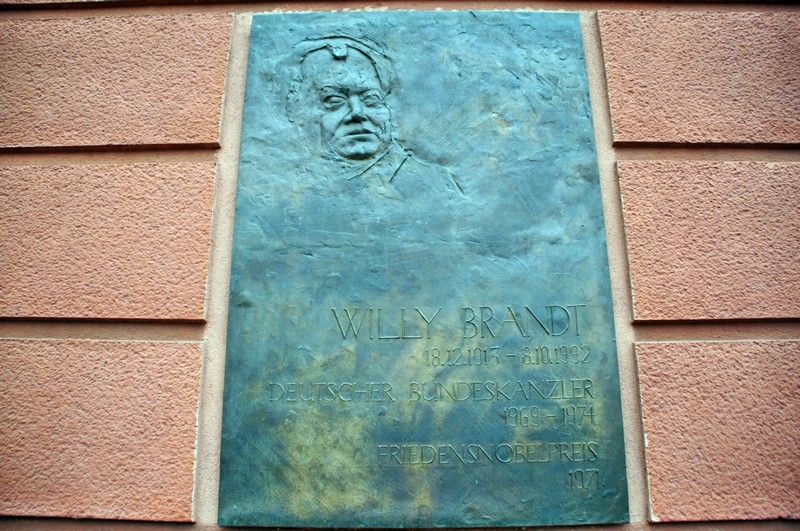 WILLY BRANDT
18.12.1913 - 8.10.1992
DEUTSCHER BUNDESKANZLER
1969 - 1974
FRIEDENSNOBELPREIS
1971